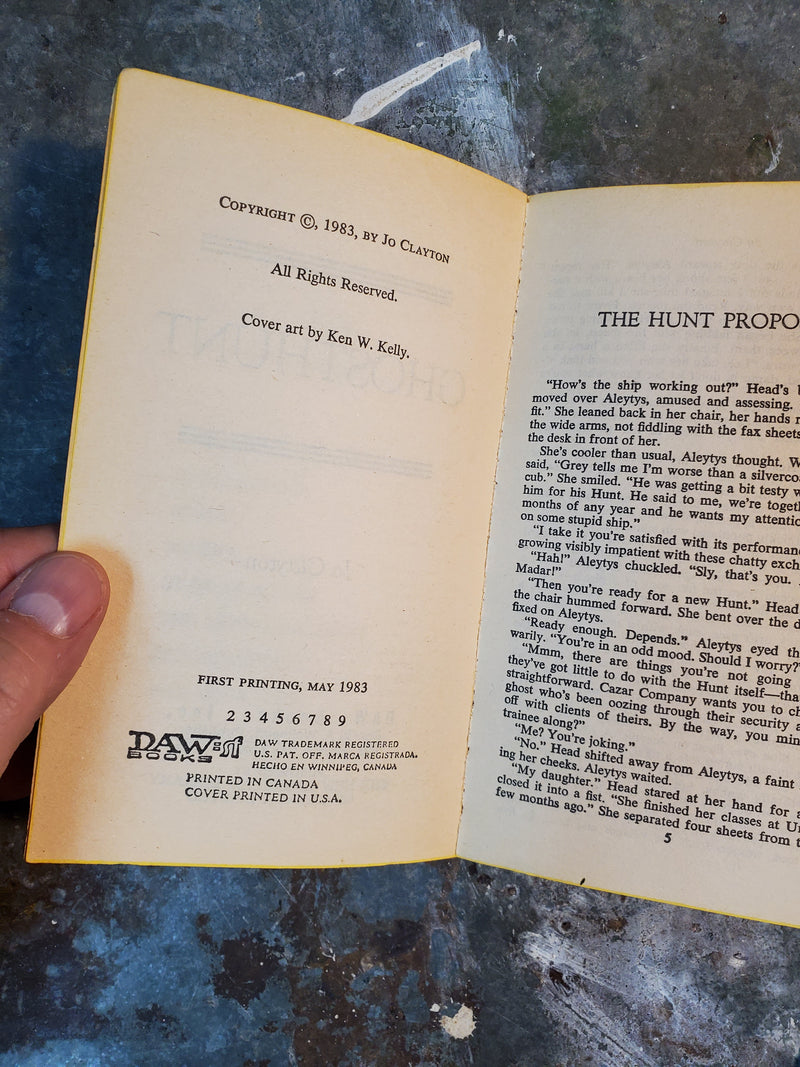 COPYRIGHT ©, 1983, BY JO CLAYTON
All Rights Reserved.
Cover art by Ken W. Kelly.
FIRST PRINTING, MAY 1983
2 3 4 5 6 7 8 9
DAW sf
BOOKS
DAW TRADEMARK REGISTERED
U.S. PAT. OFF. MARCA REGISTRADA.
HECHO EN WINNIPEG, CANADA
PRINTED IN CANADA
COVER PRINTED IN U.S.A.
THE HUNT PROPO
"How's the ship working out?" Head's
moved over Aleytys, amused and assessing.
fit." She leaned back in her chair, her hands
the wide arms, not fiddling with the fax sheets
the desk in front of her.
She's cooler than usual, Aleytys thought. W
said, "Grey tells me I'm worse than a silverco
cub." She smiled. "He was getting a bit testy w
him for his Hunt. He said to me, we're togeth
months of any year and he wants my attentio
on some stupid ship."
"I take it you're satisfied with its performanc
growing visibly impatient with these chatty exch
"Hah!" Aleytys chuckled. "Sly, that's you.
Madar!"
"Then you're ready for a new Hunt." Head
the chair hummed forward. She bent over the d
fixed on Aleytys.
"Ready enough. Depends." Aleytys eyed th
warily. "You're in an odd mood. Should I worry?"
"Mmm, there are things you're not going
they've got little to do with the Hunt itself—tha
straightforward. Cazar Company wants you to ch
ghost who's been oozing through their security a
off with clients of theirs. By the way, you min
trainee along?"
"Me? You're joking."
"No." Head shifted away from Aleytys, a faint
ing her cheeks. Aleytys waited.
"My daughter." Head stared at her hand for a
closed it into a fist. "She finished her classes at Un
few months ago." She separated four sheets from t
5